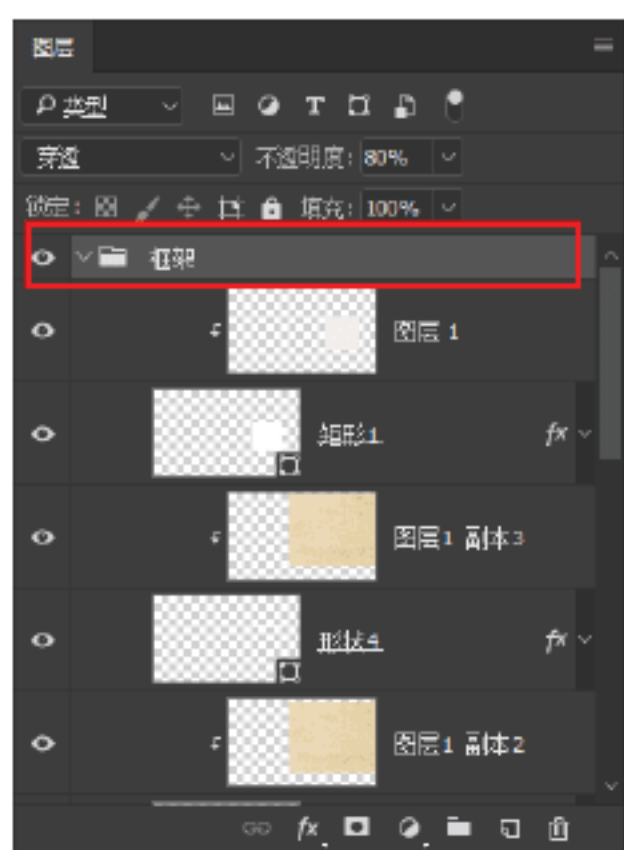 图层
类型
T
穿透 不透明度: 80%
锁定: 填充: 100%
框架
图层 1
矩形1 fx
图层1 副本3
形状4 fx
图层1 副本2
fx